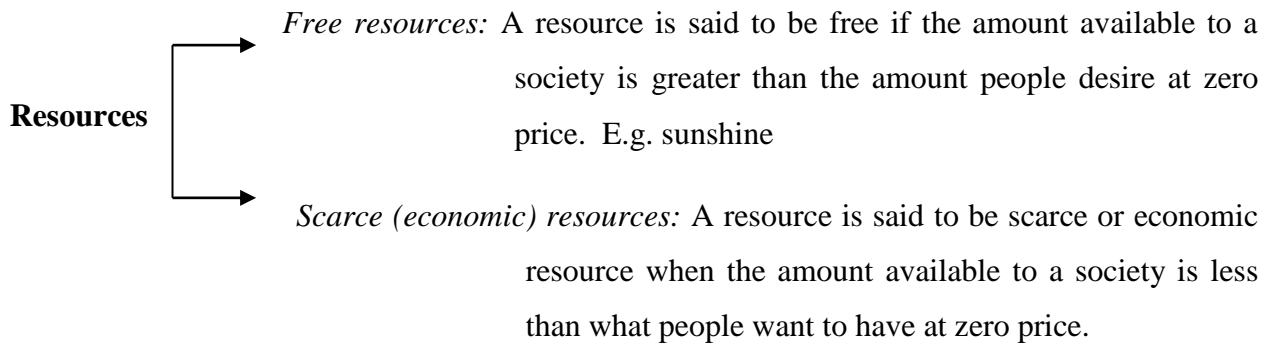 Free resources: A resource is said to be free if the amount available to a
society is greater than the amount people desire at zero
Resources
price. E.g. sunshine
Scarce (economic) resources: A resource is said to be scarce or economic
resource when the amount available to a society is less
than what people want to have at zero price.